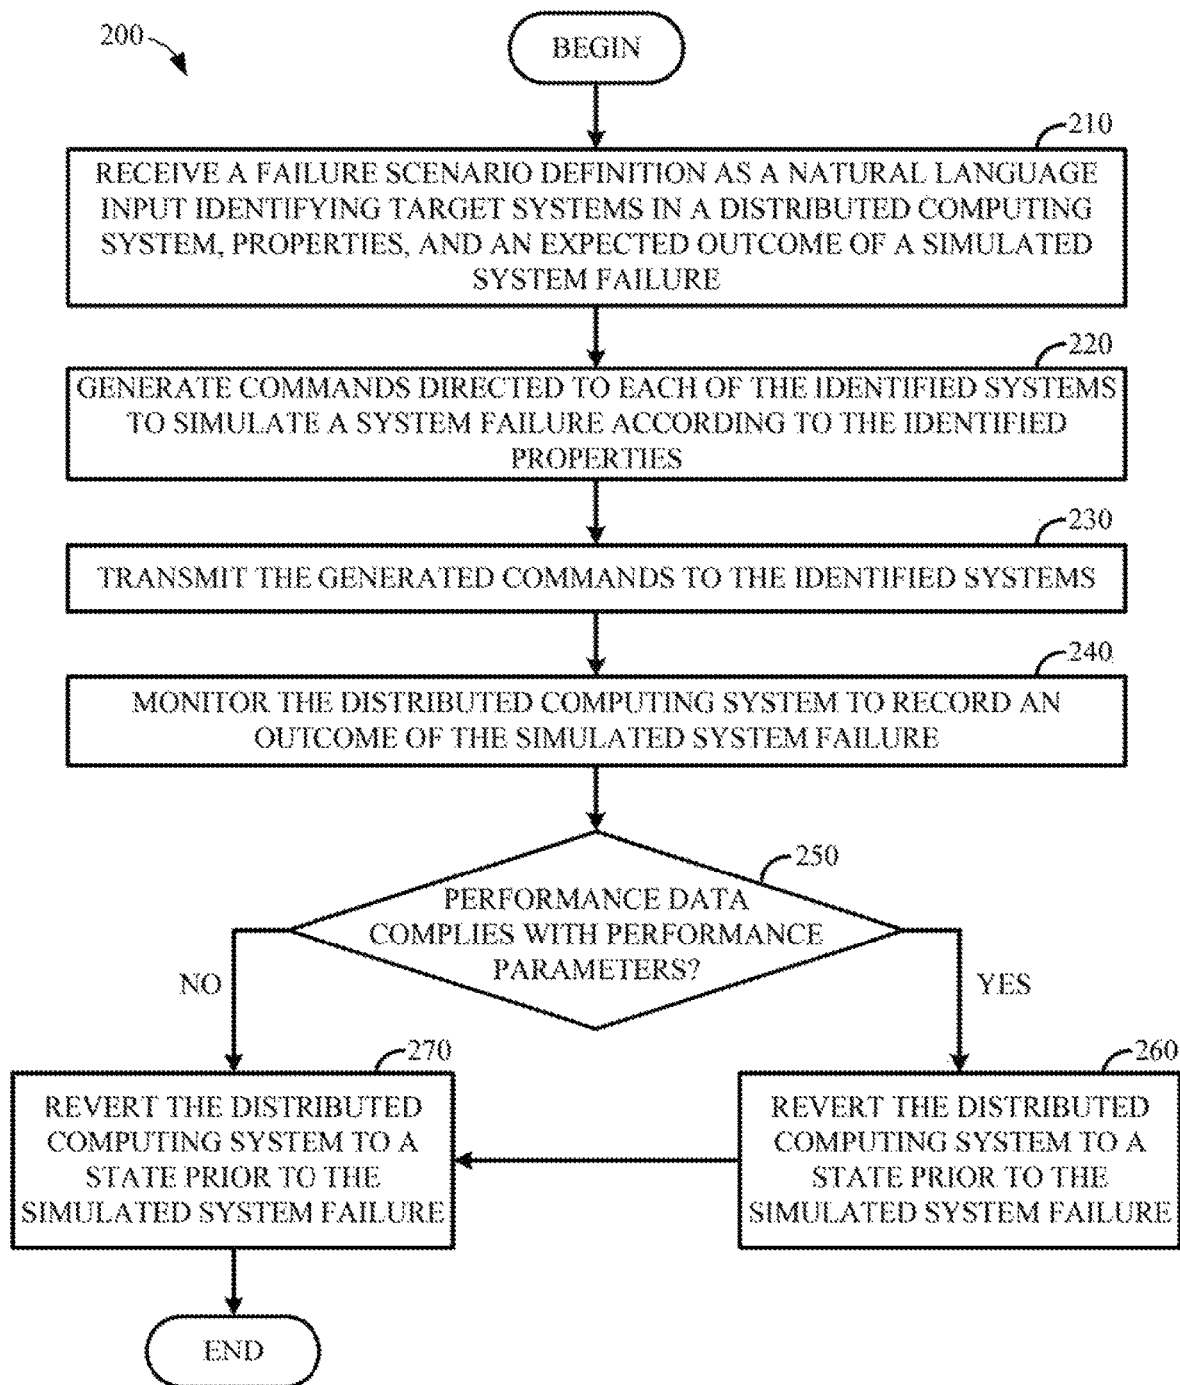 200
BEGIN
210
RECEIVE A FAILURE SCENARIO DEFINITION AS A NATURAL LANGUAGE
INPUT IDENTIFYING TARGET SYSTEMS IN A DISTRIBUTED COMPUTING
SYSTEM, PROPERTIES, AND AN EXPECTED OUTCOME OF A SIMULATED
SYSTEM FAILURE
220
GENERATE COMMANDS DIRECTED TO EACH OF THE IDENTIFIED SYSTEMS
TO SIMULATE A SYSTEM FAILURE ACCORDING TO THE IDENTIFIED
PROPERTIES
230
TRANSMIT THE GENERATED COMMANDS TO THE IDENTIFIED SYSTEMS
240
MONITOR THE DISTRIBUTED COMPUTING SYSTEM TO RECORD AN
OUTCOME OF THE SIMULATED SYSTEM FAILURE
250
PERFORMANCE DATA
COMPLIES WITH PERFORMANCE
PARAMETERS?
NO
YES
270
REVERT THE DISTRIBUTED
COMPUTING SYSTEM TO A
STATE PRIOR TO THE
SIMULATED SYSTEM FAILURE
260
REVERT THE DISTRIBUTED
COMPUTING SYSTEM TO A
STATE PRIOR TO THE
SIMULATED SYSTEM FAILURE
END